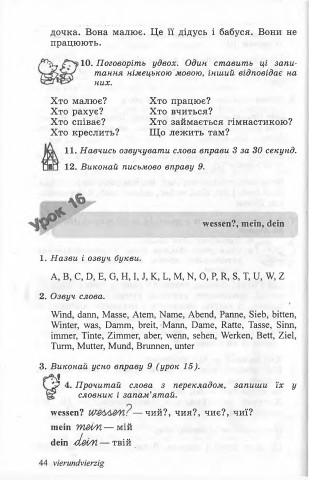 дочка. Вона малює. Це її дідусь і бабуся. Вони не
працюють.
10. Поговоріть удвох. Один ставить ці запи-
тання німецькою мовою, інший відповідає на
них.
Хто малює? Хто працює?
Хто рахує? Хто вчиться?
Хто співає? Хто займається гімнастикою?
Хто креслить? Що лежить там?
11. Навчись озвучувати слова вправи 3 за 30 секунд.
12. Виконай письмово вправу 9.
Урок 16
wessen?, mein, dein
1. Назви і озвуч букви.
A, B, C, D, E, G, H, I, J, K, L, M, N, O, P, R, S, T, U, W, Z
2. Озвуч слова.
Wind, dann, Masse, Atem, Name, Abend, Panne, Sieb, bitten,
Winter, was, Damm, breit, Mann, Dame, Ratte, Tasse, Sinn,
immer, Tinte, Zimmer, aber, wenn, sehen, Werken, Bett, Ziel,
Turm, Mutter, Mund, Brunnen, unter
3. Виконай усно вправу 9 (урок 15).
4. Прочитай слова з перекладом, запиши їх у
словник і запам'ятай.
wessen? wessen? — чий?, чия?, чиє?, чиї?
mein mein — мій
dein dein — твій
44 vierundvierzig